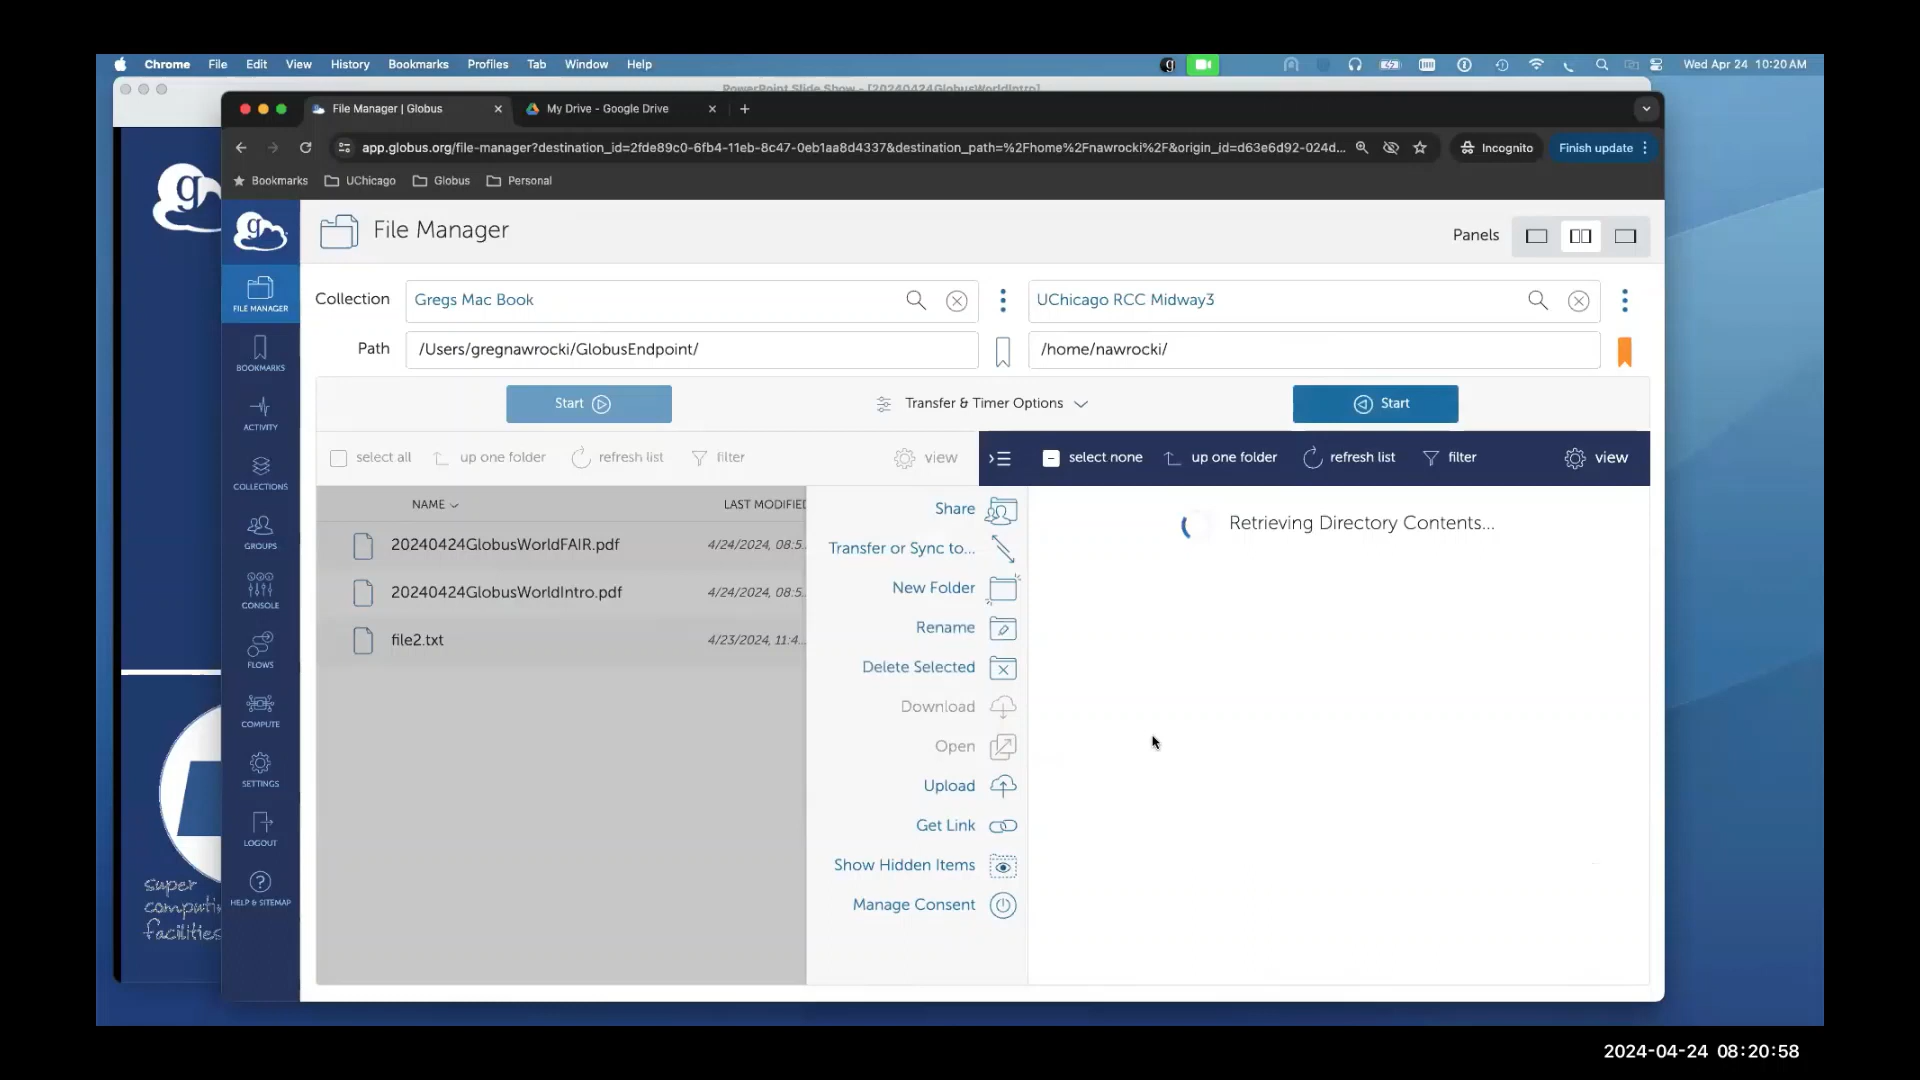 Chrome File Edit View History Bookmarks Profiles Tab Window Help Wed Apr 24 10:20 AM
PowerPoint Slide Show - [20240424GlobusWorldIntro]
File Manager | Globus
My Drive - Google Drive
app.globus.org/file-manager?destination_id=2fde89c0-6fb4-11eb-8c47-0eb1aa8d4337&destination_path=%2Fhome%2Fnawrocki%2F&origin_id=d63e6d92-024d...
Incognito
Finish update
Bookmarks UChicago Globus Personal
g
File Manager
Panels
FILE MANAGER
BOOKMARKS
ACTIVITY
COLLECTIONS
GROUPS
CONSOLE
FLOWS
COMPUTE
SETTINGS
LOGOUT
HELP & SITEMAP
Collection Gregs Mac Book UChicago RCC Midway3
Path /Users/gregnawrocki/GlobusEndpoint/ /home/nawrocki/
Start Transfer & Timer Options Start
select all up one folder refresh list filter view
select none up one folder refresh list filter view
NAME LAST MODIFIED
20240424GlobusWorldFAIR.pdf 4/24/2024, 08:5...
20240424GlobusWorldIntro.pdf 4/24/2024, 08:5...
file2.txt 4/23/2024, 11:4...
Share
Transfer or Sync to...
New Folder
Rename
Delete Selected
Download
Open
Upload
Get Link
Show Hidden Items
Manage Consent
Retrieving Directory Contents...
g
super
computi
facilities
2024-04-24 08:20:58